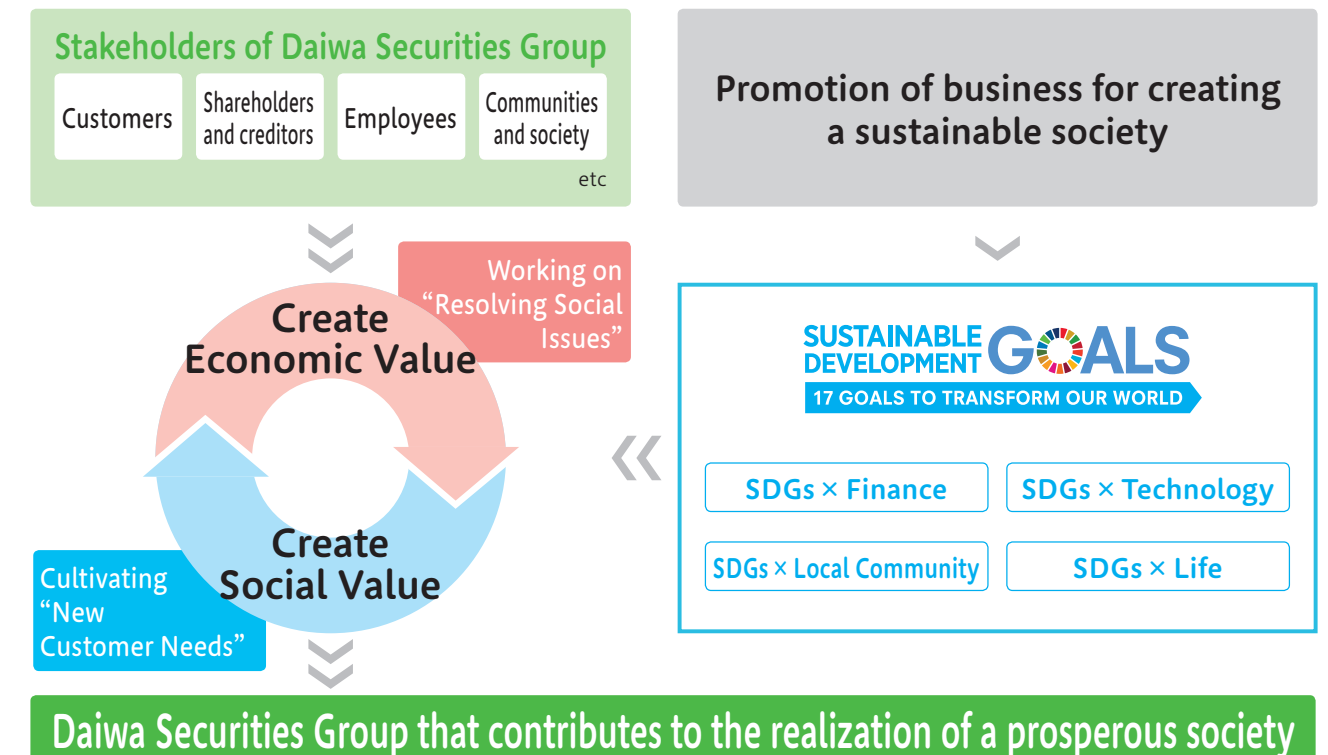 Stakeholders of Daiwa Securities Group
Customers
Shareholders
and creditors
Employees
Communities
and society
etc
Promotion of business for creating
a sustainable society
Working on
“Resolving Social
Issues”
Create
Economic Value
Create
Social Value
Cultivating
“New
Customer Needs”
SUSTAINABLE
DEVELOPMENT
GOALS
17 GOALS TO TRANSFORM OUR WORLD
SDGs × Finance
SDGs × Technology
SDGs × Local Community
SDGs × Life
Daiwa Securities Group that contributes to the realization of a prosperous society